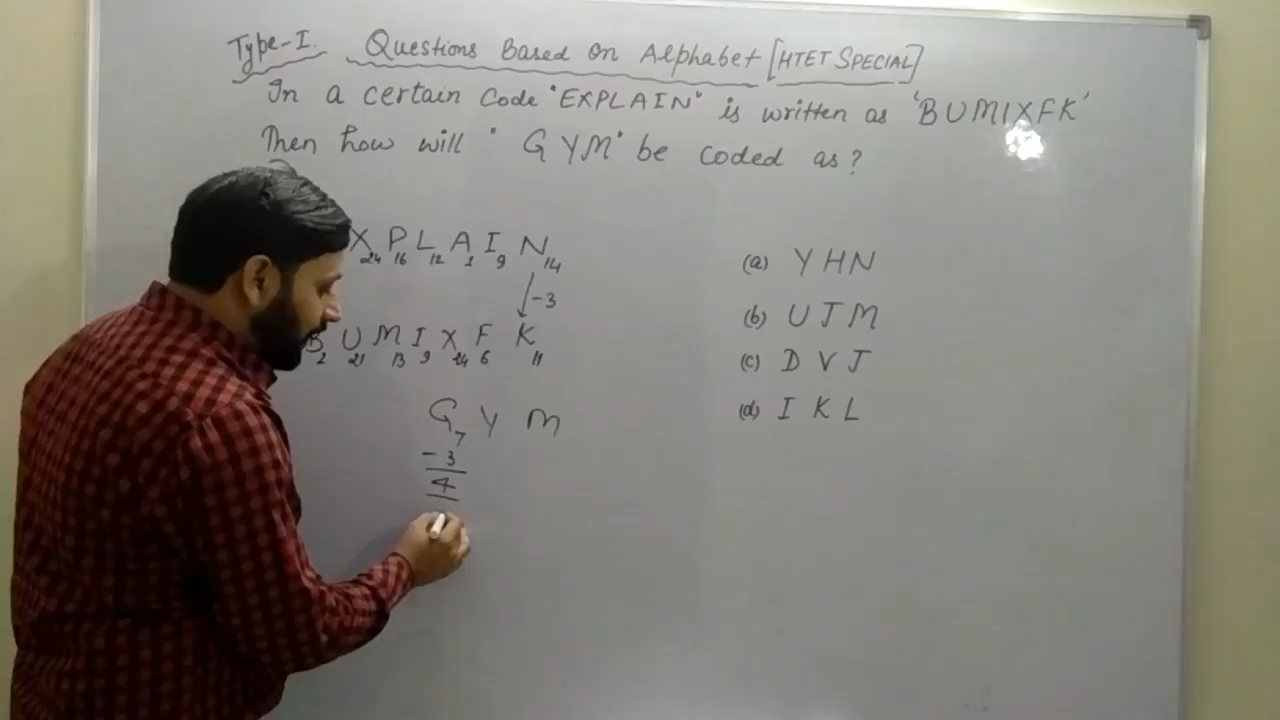 Type-I. Questions Based on Alphabet [HTET SPECIAL]
In a certain Code "EXPLAIN" is written as 'BUMIXFK'
Then how will "GYM" be coded as?
X P L A I N
24 16 12 1 9 14
-3
B U M I X F K
2 21 13 9 24 6 11
G Y M
7
-3
4
(a) Y H N
(b) U J M
(c) D V J
(d) I K L